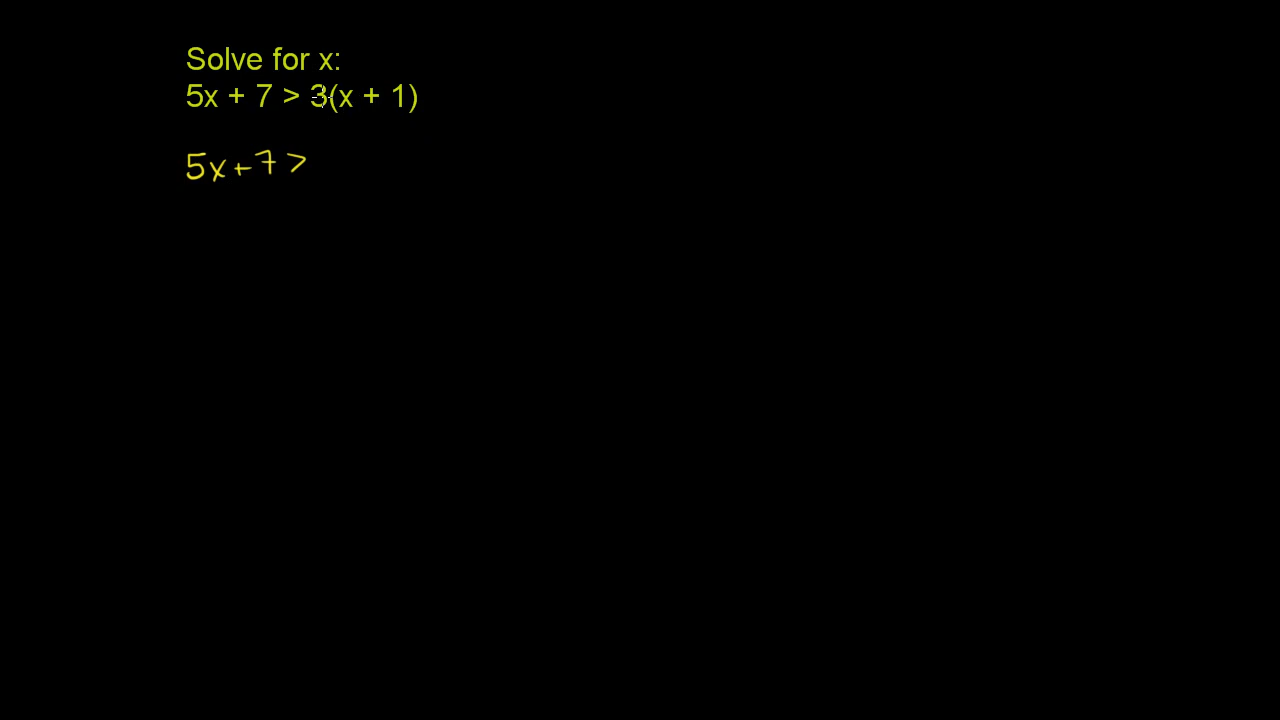 Solve for x:
5x + 7 > 3(x + 1)
5x+7 >